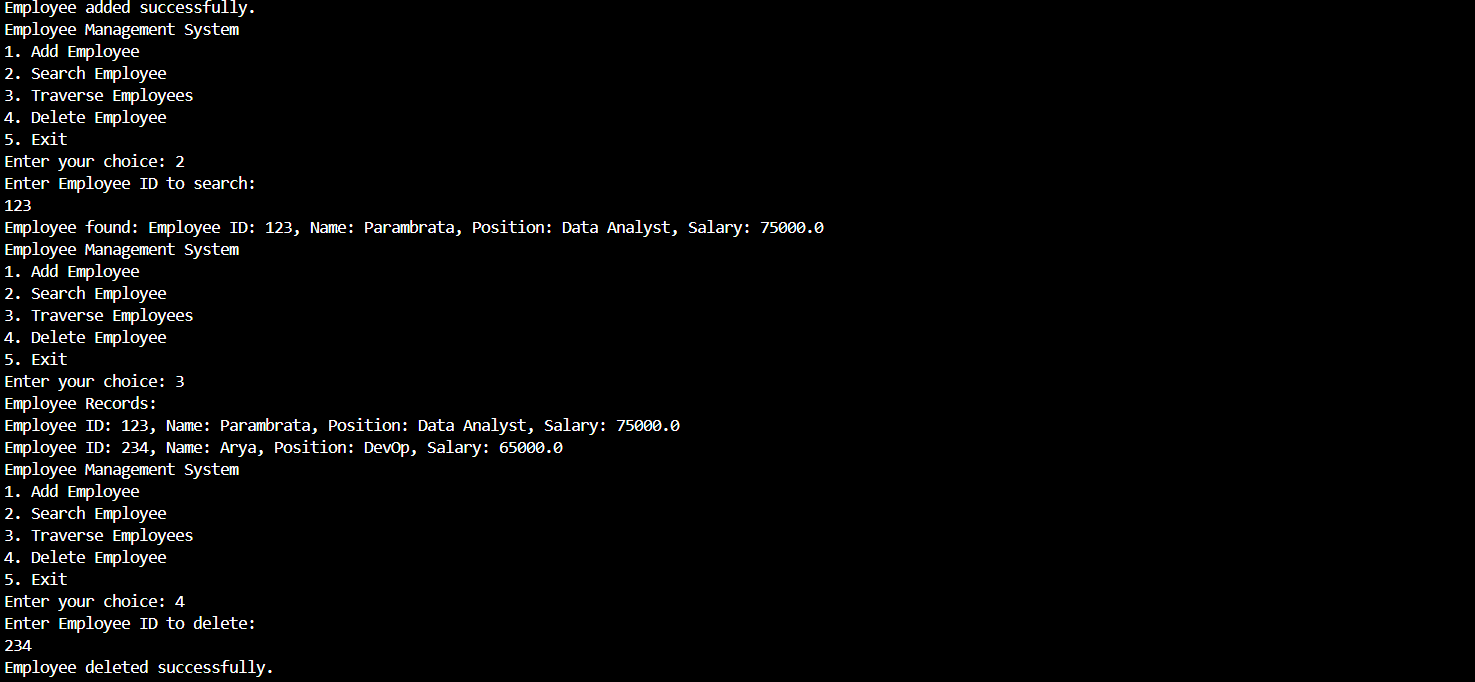 Employee added successfully.
Employee Management System
1. Add Employee
2. Search Employee
3. Traverse Employees
4. Delete Employee
5. Exit
Enter your choice: 2
Enter Employee ID to search:
123
Employee found: Employee ID: 123, Name: Parambrata, Position: Data Analyst, Salary: 75000.0
Employee Management System
1. Add Employee
2. Search Employee
3. Traverse Employees
4. Delete Employee
5. Exit
Enter your choice: 3
Employee Records:
Employee ID: 123, Name: Parambrata, Position: Data Analyst, Salary: 75000.0
Employee ID: 234, Name: Arya, Position: DevOp, Salary: 65000.0
Employee Management System
1. Add Employee
2. Search Employee
3. Traverse Employees
4. Delete Employee
5. Exit
Enter your choice: 4
Enter Employee ID to delete:
234
Employee deleted successfully.